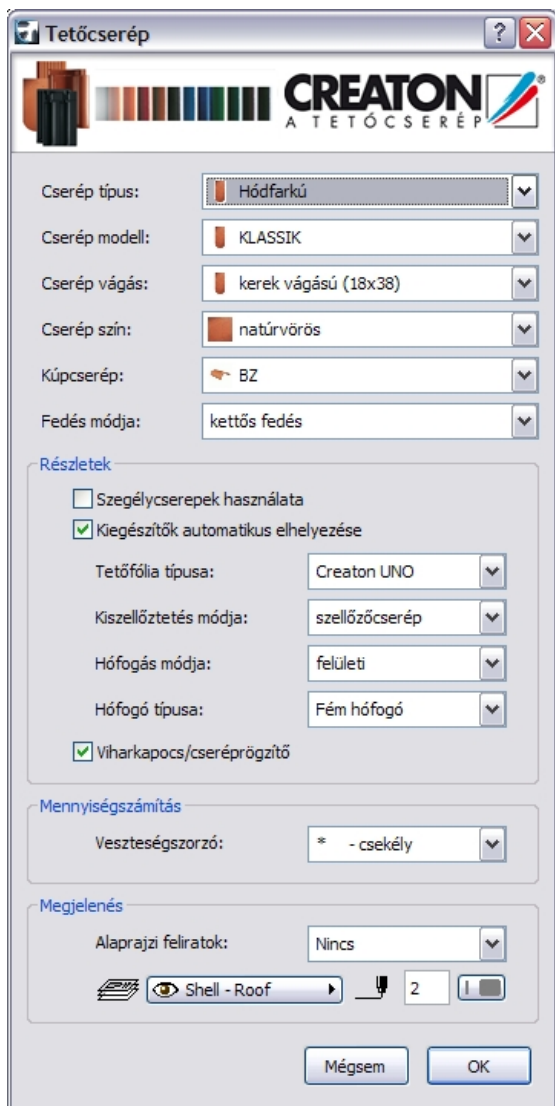 Tetőcserép
CREATON
A TETŐCSERÉP
Cserép típus: Hódfarkú
Cserép modell: KLASSIK
Cserép vágás: kerek vágású (18x38)
Cserép szín: natúrvörös
Kúpcserép: BZ
Fedés módja: kettős fedés
Részletek
Szegélycserepek használata
Kiegészítők automatikus elhelyezése
Tetőfólia típusa: Creaton UNO
Kiszellőztetés módja: szellőzőcserép
Hófogás módja: felületi
Hófogó típusa: Fém hófogó
Viharkapocs/cseréprögzítő
Mennyiségszámítás
Veszteségszorzó: * - csekély
Megjelenés
Alaprajzi feliratok: Nincs
Shell - Roof 2
Mégsem OK